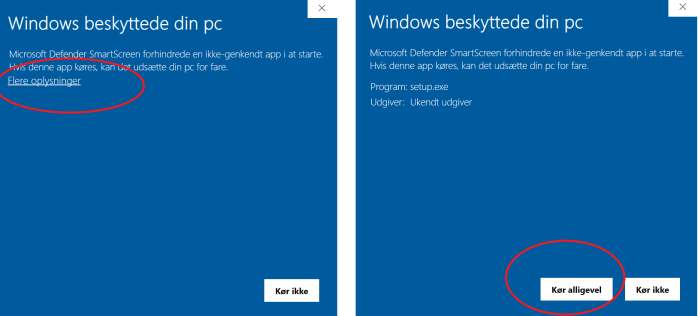 Windows beskyttede din pc
Microsoft Defender SmartScreen forhindrede en ikke-genkendt app i at starte.
Hvis denne app køres, kan det udsætte din pc for fare.
Flere oplysninger
Kør ikke
Windows beskyttede din pc
Microsoft Defender SmartScreen forhindrede en ikke-genkendt app i at starte.
Hvis denne app køres, kan det udsætte din pc for fare.
Program: setup.exe
Udgiver: Ukendt udgiver
Kør alligevel
Kør ikke